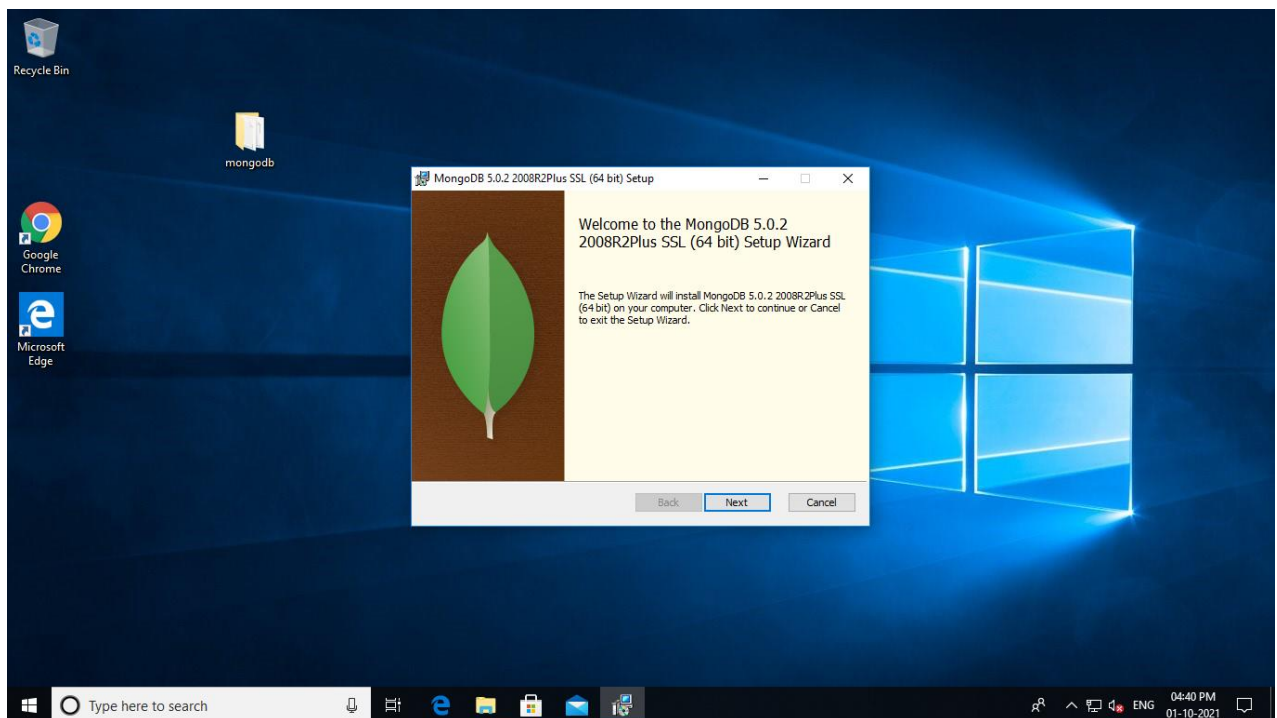 Recycle Bin
mongodb
Google
Chrome
Microsoft
Edge
MongoDB 5.0.2 2008R2Plus SSL (64 bit) Setup
Welcome to the MongoDB 5.0.2
2008R2Plus SSL (64 bit) Setup Wizard
The Setup Wizard will install MongoDB 5.0.2 2008R2Plus SSL
(64 bit) on your computer. Click Next to continue or Cancel
to exit the Setup Wizard.
Back Next Cancel
Type here to search
ENG
04:40 PM
01-10-2021